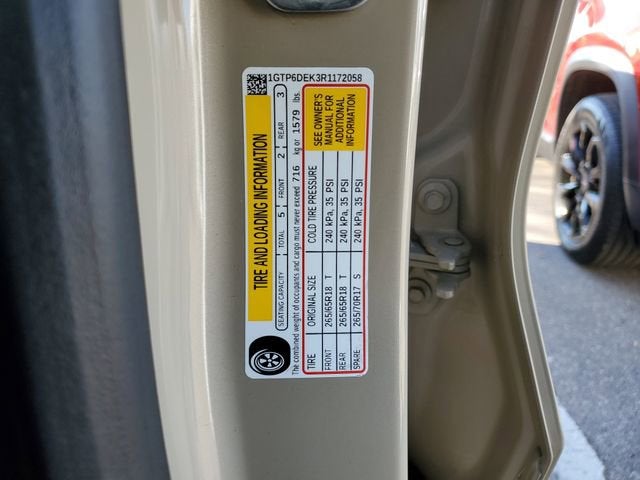 1GTP6DEK3R1172058
TIRE AND LOADING INFORMATION
SEATING CAPACITY TOTAL 5 FRONT 2 REAR 3
The combined weight of occupants and cargo must never exceed 716 kg or 1579 lbs.
TIRE ORIGINAL SIZE COLD TIRE PRESSURE
FRONT 265/65R18 T 240 kPa, 35 PSI
REAR 265/65R18 T 240 kPa, 35 PSI
SPARE 265/70R17 S 240 kPa, 35 PSI
SEE OWNER'S
MANUAL FOR
ADDITIONAL
INFORMATION